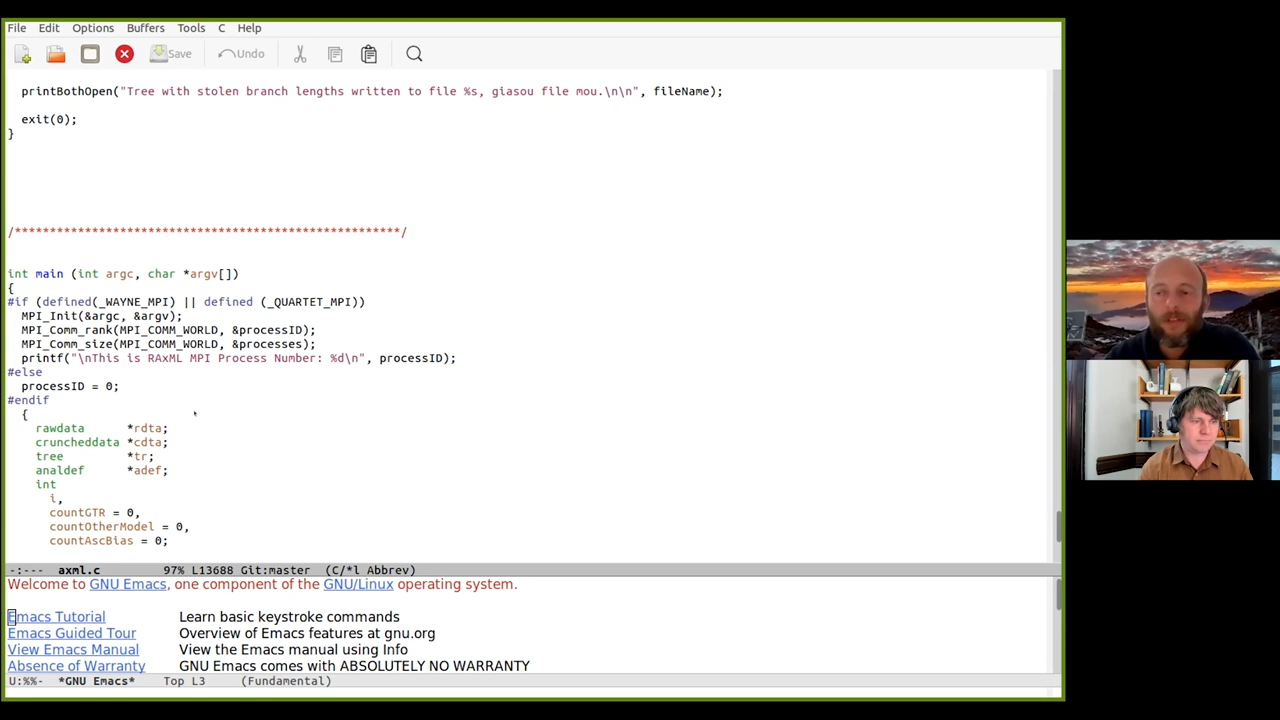 File Edit Options Buffers Tools C Help
Save Undo
printBothOpen("Tree with stolen branch lengths written to file %s, giasou file mou.\n\n", fileName);
exit(0);
}
/*******************************************************/
int main (int argc, char *argv[])
{
#if (defined(_WAYNE_MPI) || defined (_QUARTET_MPI))
MPI_Init(&argc, &argv);
MPI_Comm_rank(MPI_COMM_WORLD, &processID);
MPI_Comm_size(MPI_COMM_WORLD, &processes);
printf("\nThis is RAxML MPI Process Number: %d\n", processID);
#else
processID = 0;
#endif
{
rawdata *rdta;
cruncheddata *cdta;
tree *tr;
analdef *adef;
int
i,
countGTR = 0,
countOtherModel = 0,
countAscBias = 0;
-:--- axml.c 97% L13688 Git:master (C/*l Abbrev)
Welcome to GNU Emacs, one component of the GNU/Linux operating system.
Emacs Tutorial Learn basic keystroke commands
Emacs Guided Tour Overview of Emacs features at gnu.org
View Emacs Manual View the Emacs manual using Info
Absence of Warranty GNU Emacs comes with ABSOLUTELY NO WARRANTY
U:%%- *GNU Emacs* Top L3 (Fundamental)